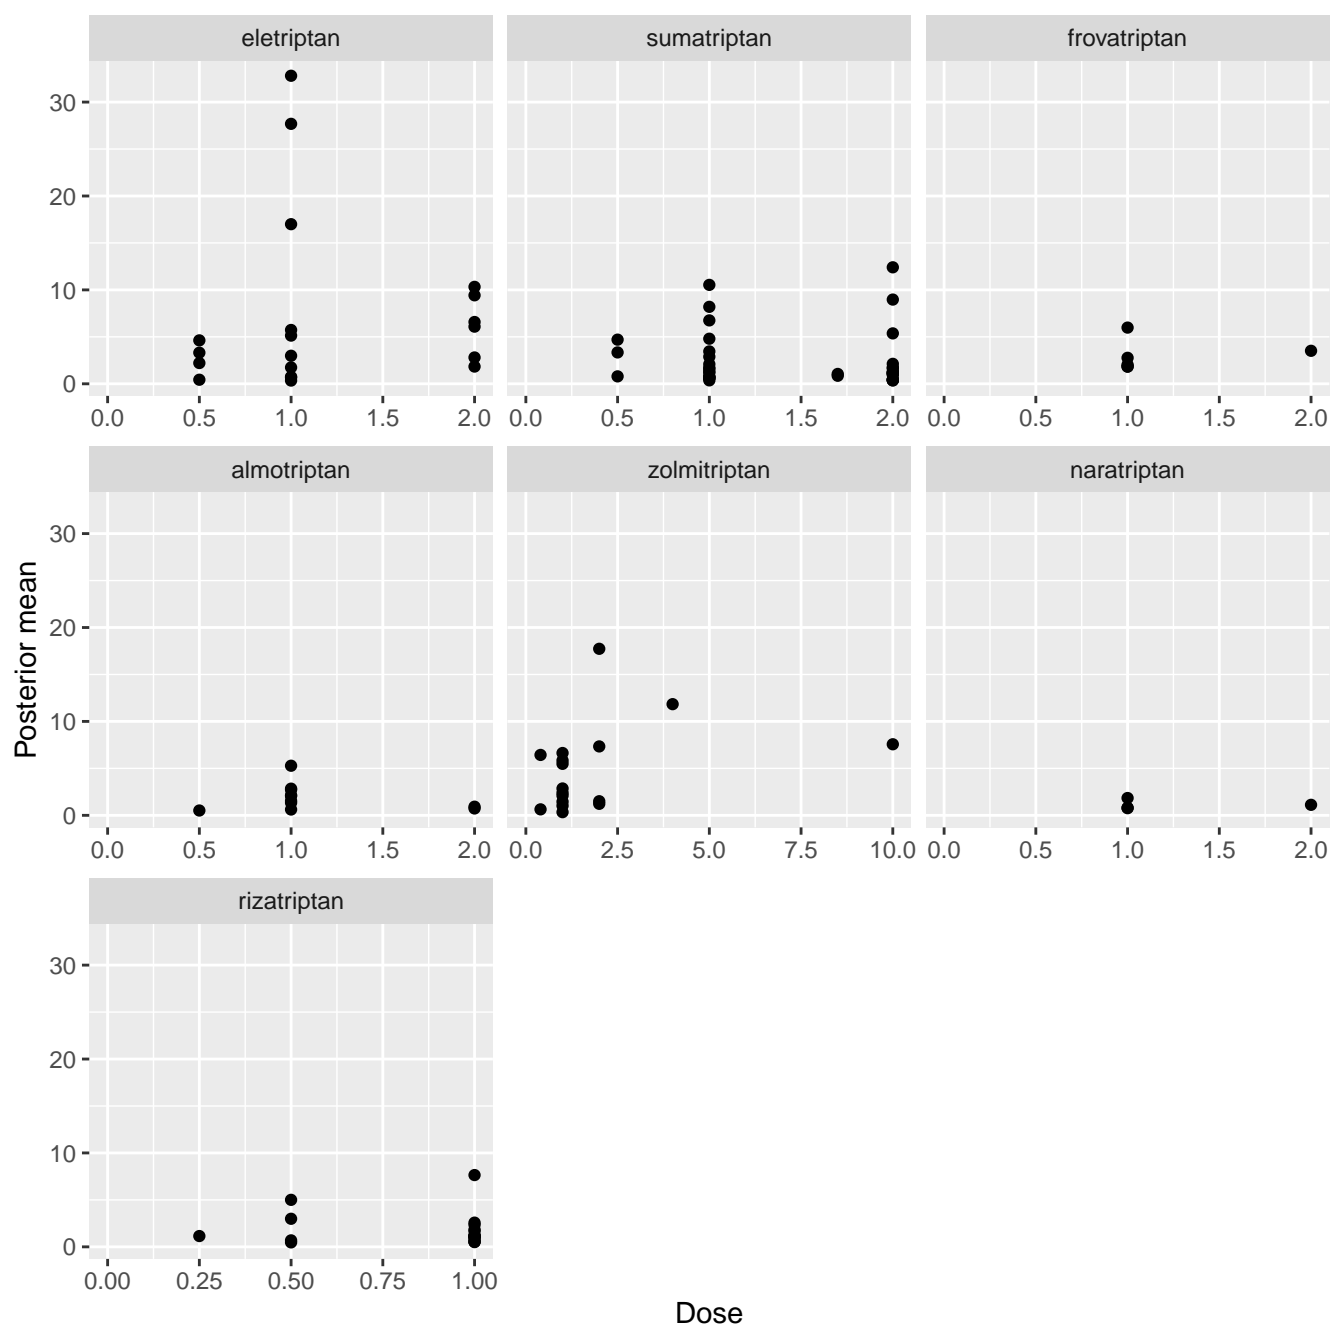 eletriptan sumatriptan frovatriptan
30
20
10
0
0.0 0.5 1.0 1.5 2.0 0.0 0.5 1.0 1.5 2.0 0.0 0.5 1.0 1.5 2.0
almotriptan zolmitriptan naratriptan
30
20
10
0
0.0 0.5 1.0 1.5 2.0 0.0 2.5 5.0 7.5 10.0 0.0 0.5 1.0 1.5 2.0
Posterior mean
rizatriptan
30
20
10
0
0.00 0.25 0.50 0.75 1.00
Dose